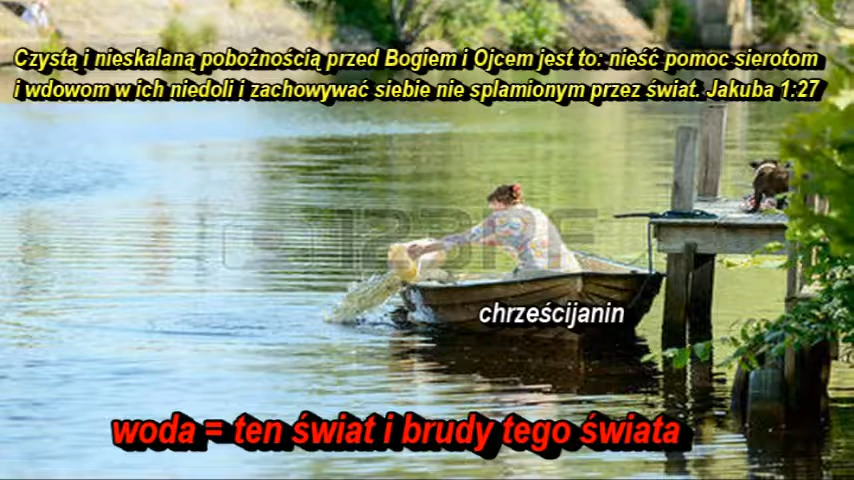 Czystą i nieskalaną pobożnością przed Bogiem i Ojcem jest to: nieść pomoc sierotom
i wdowom w ich niedoli i zachowywać siebie nie splamionym przez świat. Jakuba 1:27
123RF
chrześcijanin
woda = ten świat i brudy tego świata